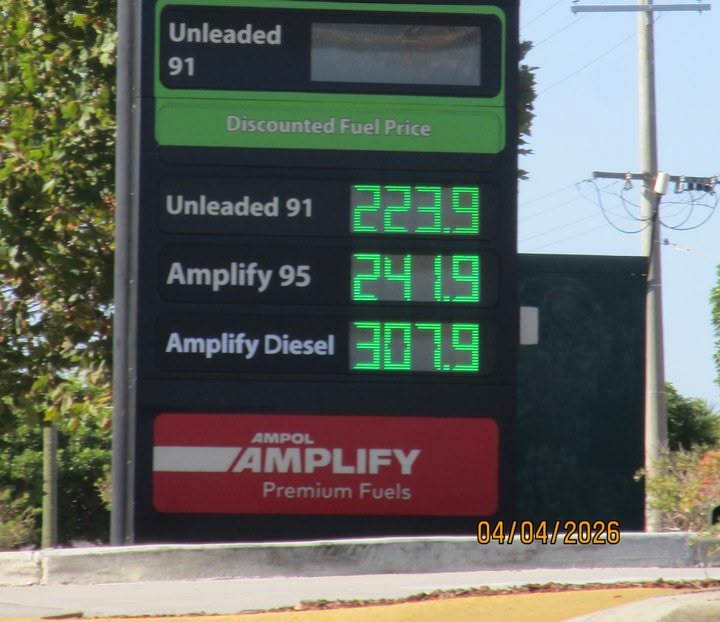 Unleaded
91
Discounted Fuel Price
Unleaded 91 223.9
Amplify 95 241.9
Amplify Diesel 307.9
AMPOL
AMPLIFY
Premium Fuels
04/04/2026